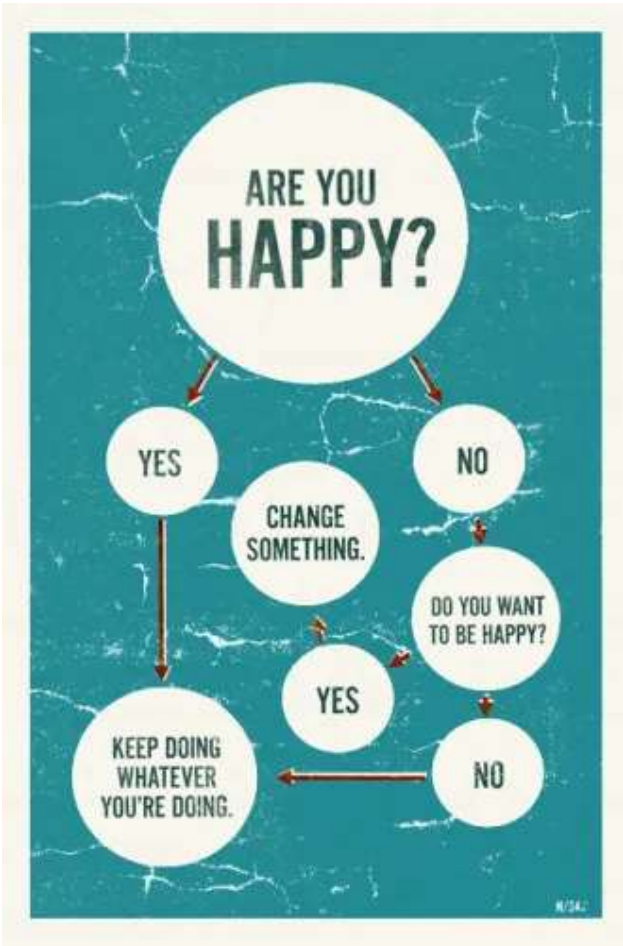 ARE YOU
HAPPY?
YES
NO
CHANGE
SOMETHING.
DO YOU WANT
TO BE HAPPY?
YES
KEEP DOING
WHATEVER
YOU'RE DOING.
NO